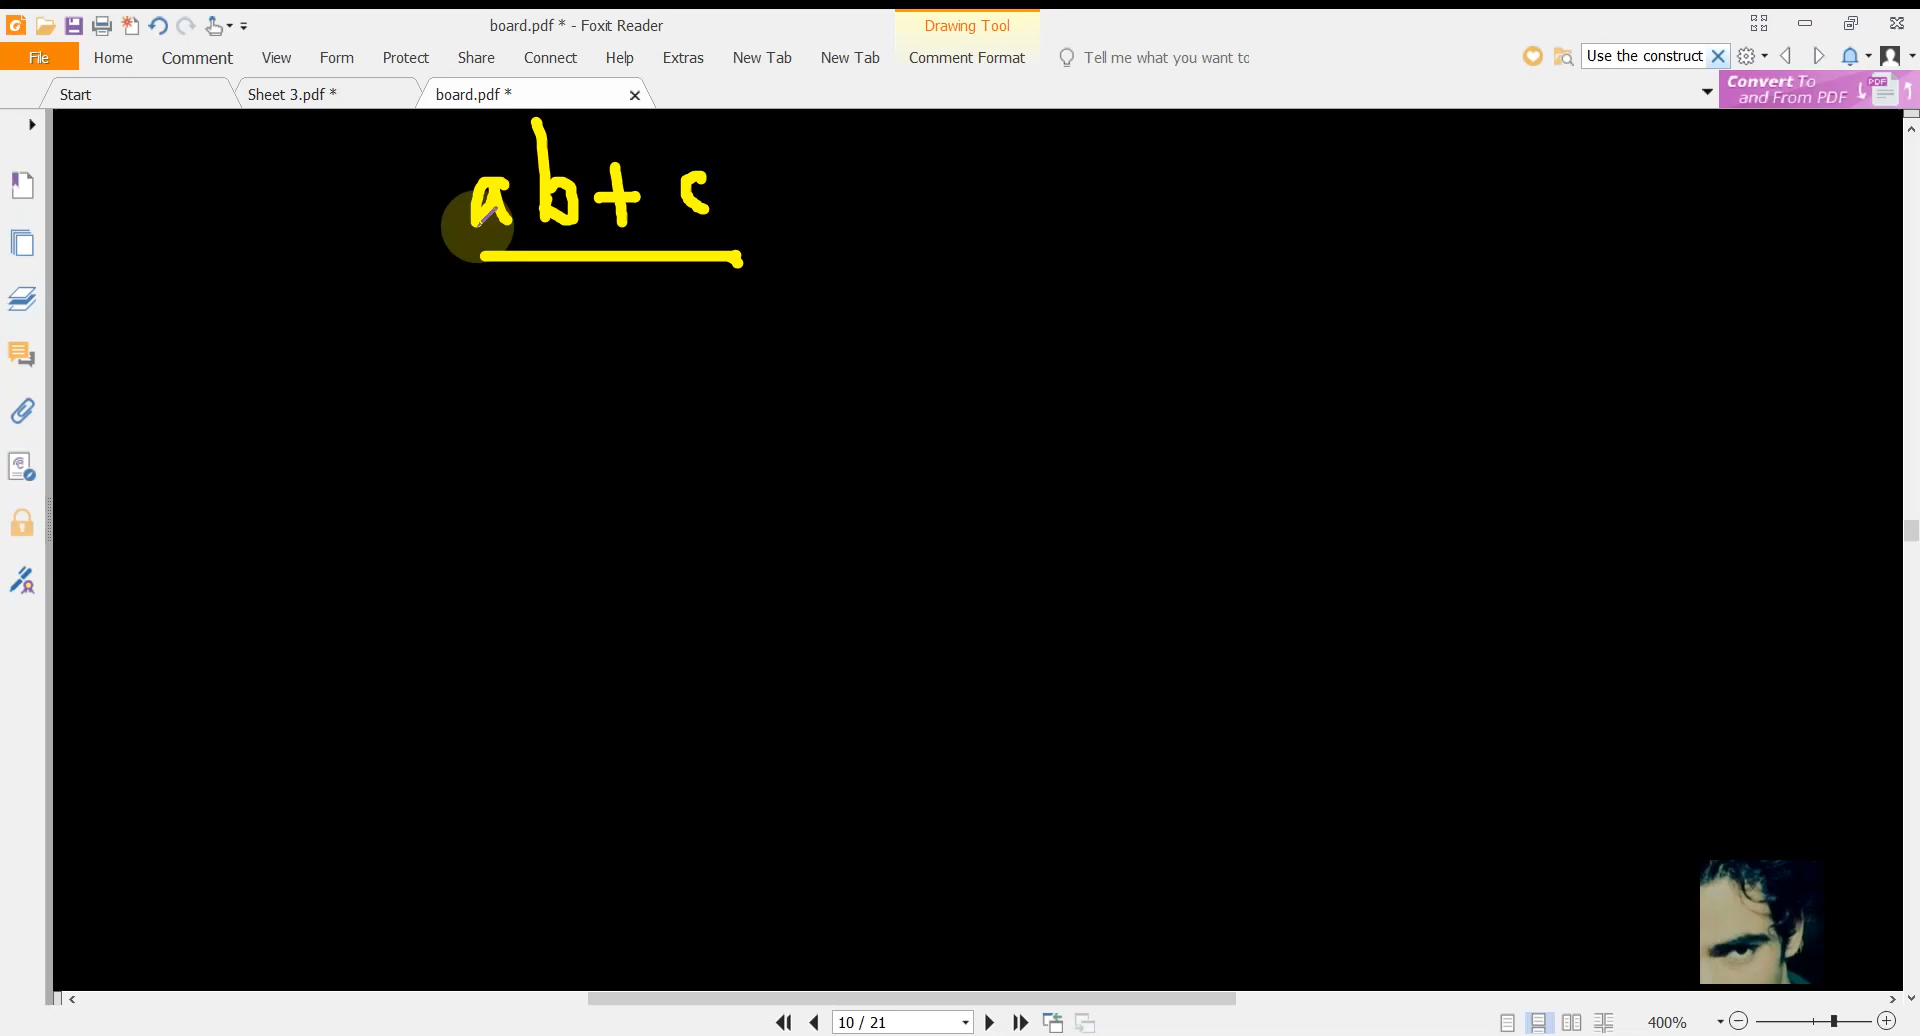 board.pdf * - Foxit Reader
Drawing Tool
File Home Comment View Form Protect Share Connect Help Extras New Tab New Tab Comment Format Tell me what you want to Use the construct
Start Sheet 3.pdf * board.pdf *
Convert To
and From PDF
PDF
ab+c
10 / 21
400%